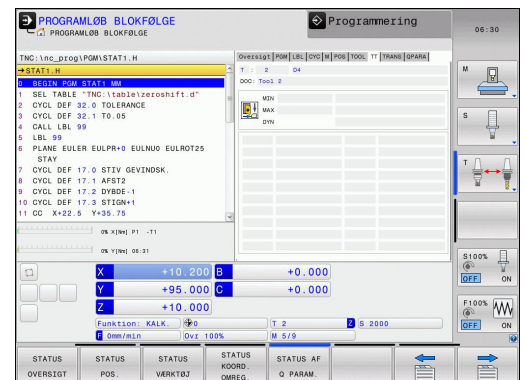 PROGRAMLØB BLOKFØLGE
PROGRAMLØB BLOKFØLGE
Programmering
06:30
TNC:\nc_prog\PGM\STAT1.H
→STAT1.H
0 BEGIN PGM STAT1 MM
1 SEL TABLE "TNC:\table\zeroshift.d"
2 CYCL DEF 32.0 TOLERANCE
3 CYCL DEF 32.1 T0.05
4 CALL LBL 99
5 LBL 99
6 PLANE EULER EULPR+0 EULNU0 EULROT25
STAY
7 CYCL DEF 17.0 STIV GEVINDSK.
8 CYCL DEF 17.1 AFST2
9 CYCL DEF 17.2 DYBDE-1
10 CYCL DEF 17.3 STIGN+1
11 CC X+22.5 Y+35.75
Oversigt PGM LBL CYC M POS TOOL TT TRANS QPARA
T : 2 D4
DOC: Tool 2
MIN
MAX
DYN
0% X[Nm] P1 -T1
0% Y[Nm] 06:31
X +10.200 B +0.000
Y +95.000 C +0.000
Z +10.000
Funktion: KALK. 0 T 2 Z S 2000
F 0mm/min Ovr 100% M 5/9
M
S
T
S100%
OFF ON
F100%
OFF ON
STATUS OVERSIGT
STATUS POS.
STATUS VÆRKTØJ
STATUS KOORD. OMREG.
STATUS AF Q PARAM.